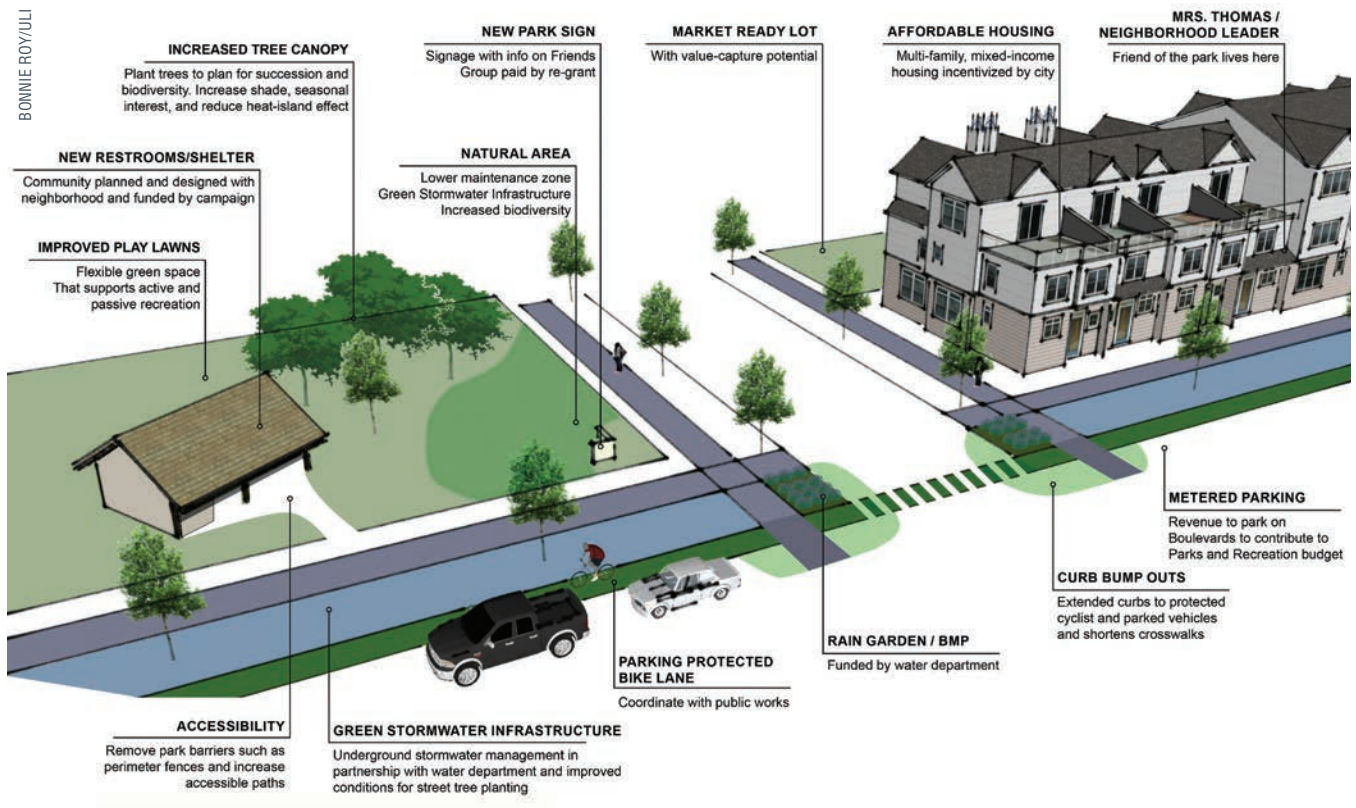 BONNIE ROY/ULI
INCREASED TREE CANOPY
Plant trees to plan for succession and
biodiversity. Increase shade, seasonal
interest, and reduce heat-island effect
NEW PARK SIGN
Signage with info on Friends
Group paid by re-grant
MARKET READY LOT
With value-capture potential
AFFORDABLE HOUSING
Multi-family, mixed-income
housing incentivized by city
MRS. THOMAS /
NEIGHBORHOOD LEADER
Friend of the park lives here
NEW RESTROOMS/SHELTER
Community planned and designed with
neighborhood and funded by campaign
NATURAL AREA
Lower maintenance zone
Green Stormwater Infrastructure
Increased biodiversity
IMPROVED PLAY LAWNS
Flexible green space
That supports active and
passive recreation
METERED PARKING
Revenue to park on
Boulevards to contribute to
Parks and Recreation budget
CURB BUMP OUTS
Extended curbs to protected
cyclist and parked vehicles
and shortens crosswalks
RAIN GARDEN / BMP
Funded by water department
PARKING PROTECTED
BIKE LANE
Coordinate with public works
ACCESSIBILITY
Remove park barriers such as
perimeter fences and increase
accessible paths
GREEN STORMWATER INFRASTRUCTURE
Underground stormwater management in
partnership with water department and improved
conditions for street tree planting